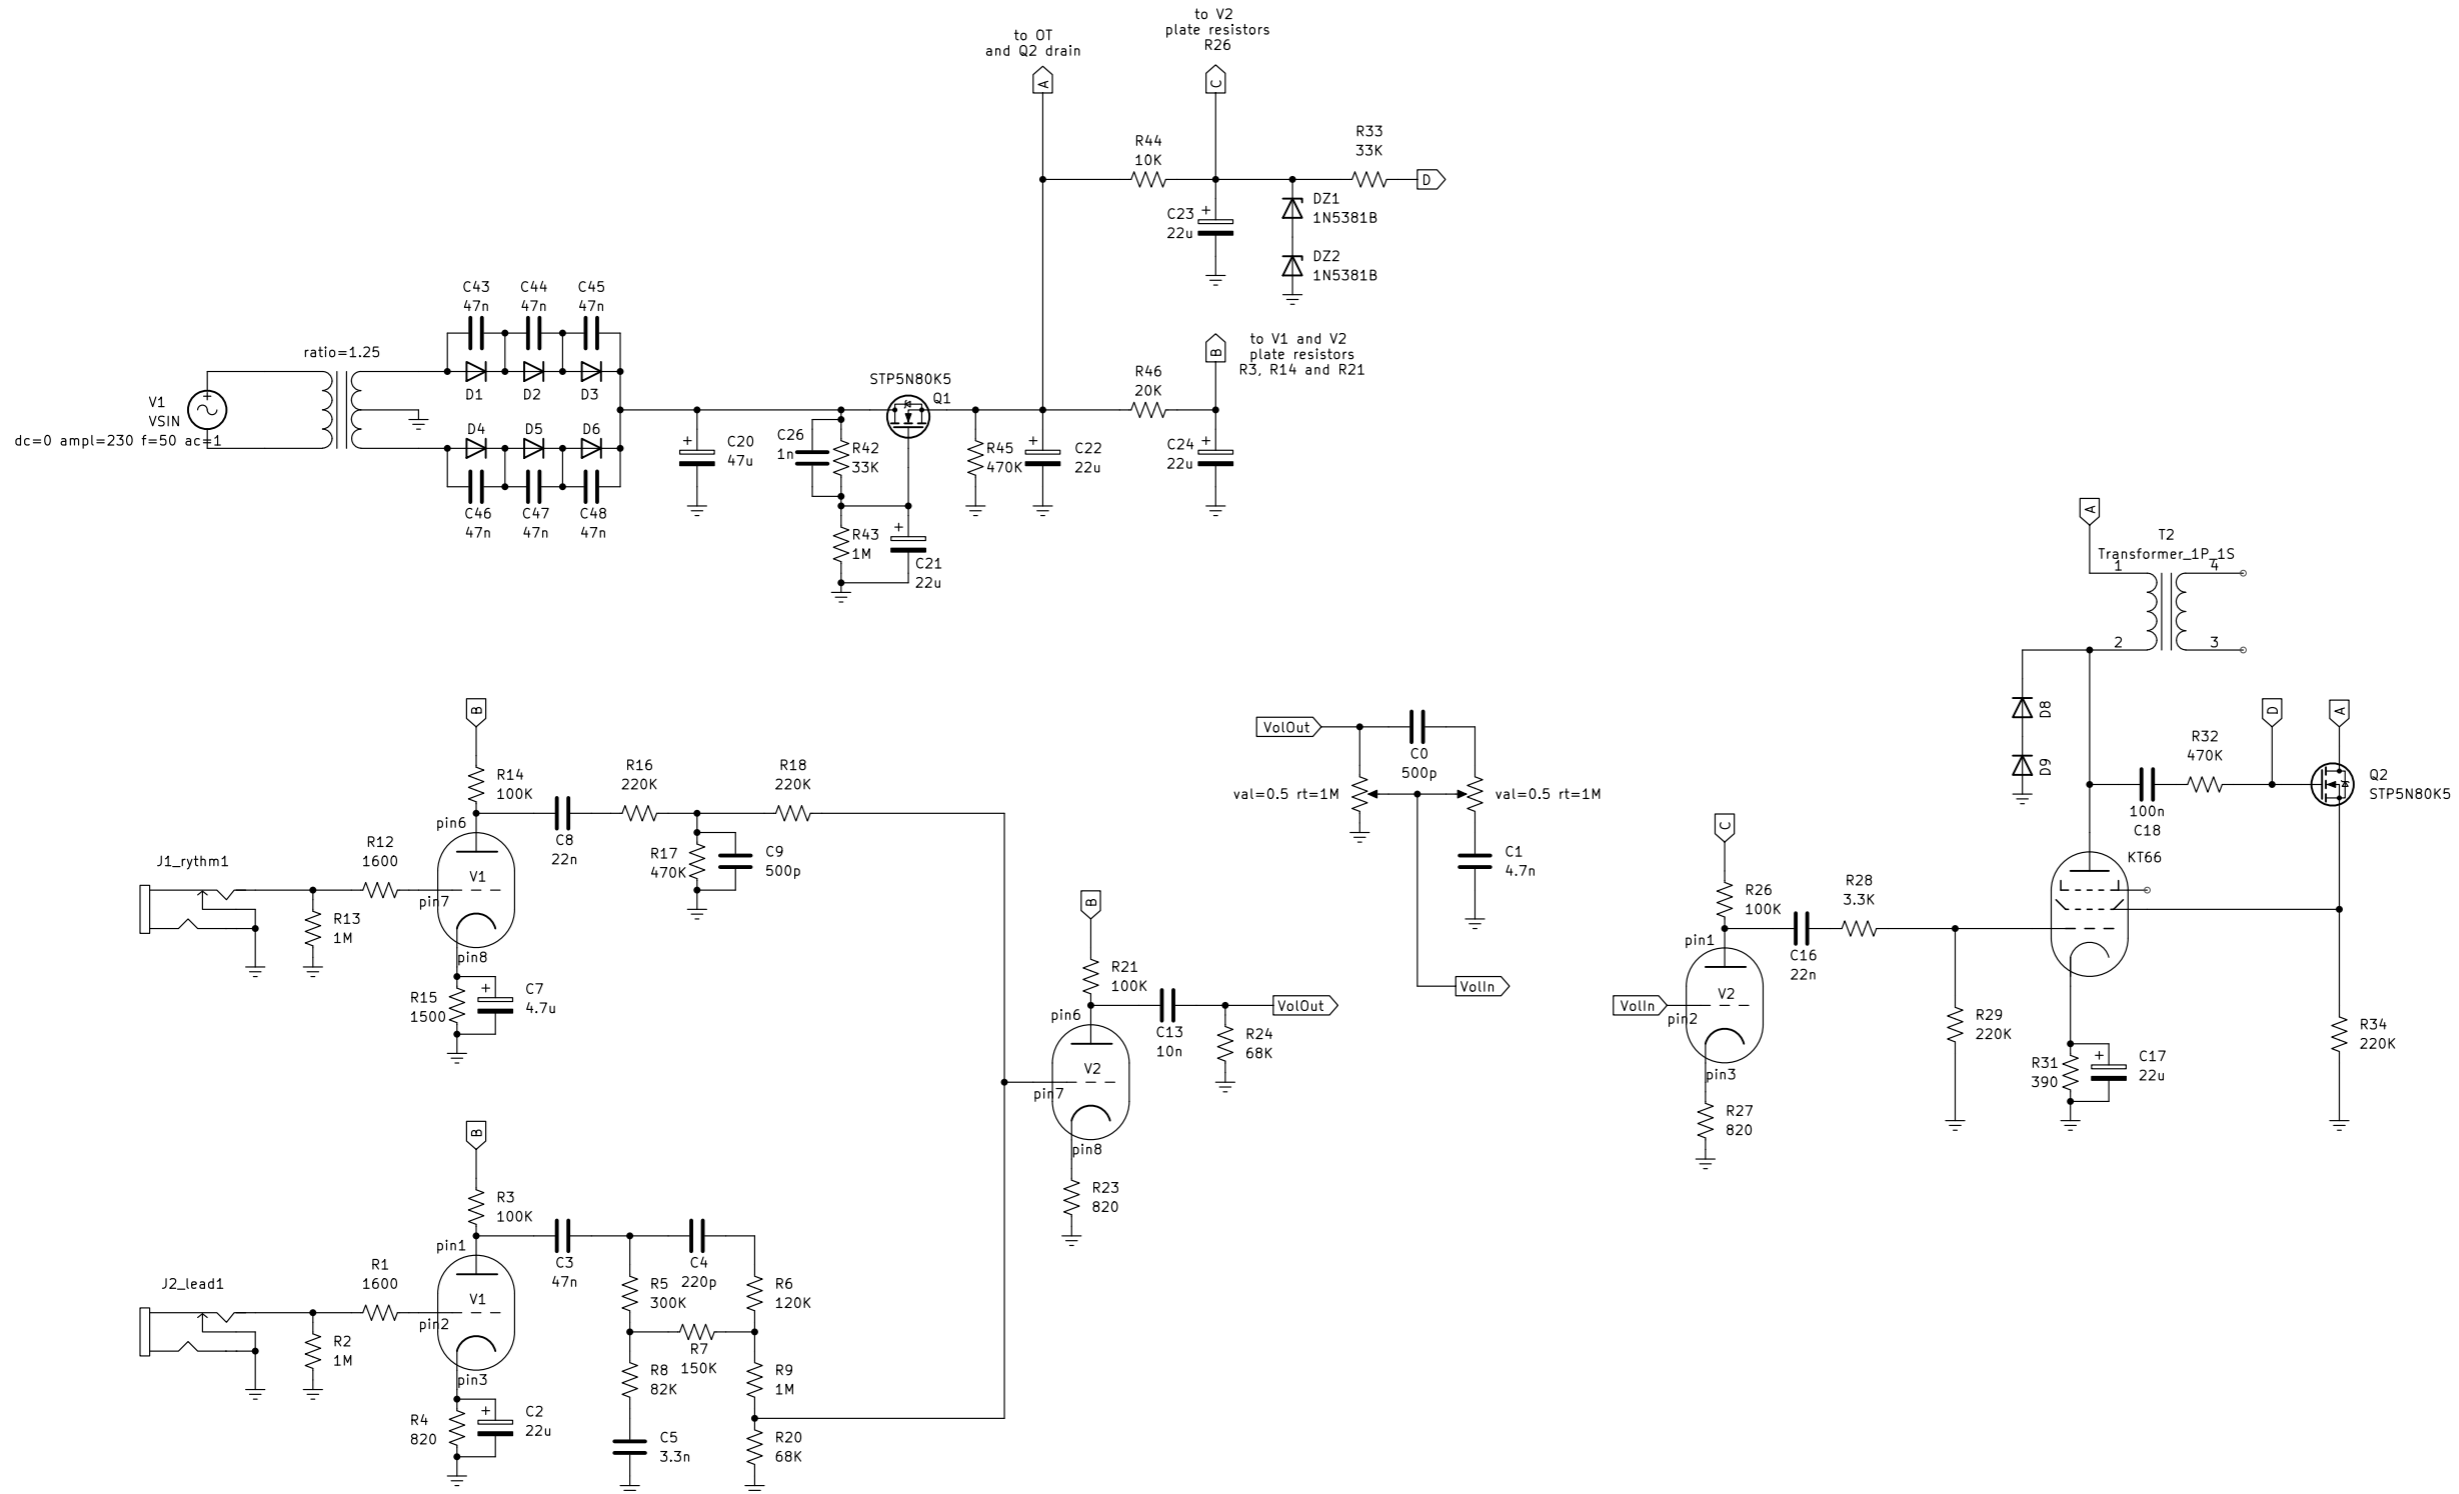 to OT
and Q2 drain
A
to V2
plate resistors
R26
C
R44
10K
R33
33K
D
C23
22u
+
DZ1
1N5381B
DZ2
1N5381B
C43
47n
C44
47n
C45
47n
ratio=1.25
V1
VSIN
dc=0 ampl=230 f=50 ac=1
D1
D2
D3
D4
D5
D6
C46
47n
C47
47n
C48
47n
+
C20
47u
C26
1n
R42
33K
R43
1M
+
C21
22u
STP5N80K5
Q1
R45
470K
+
C22
22u
R46
20K
B
to V1 and V2
plate resistors
R3, R14 and R21
C24
22u
+
A
T2
Transformer_1P_1S
1
4
2
3
D8
D9
R32
470K
100n
C18
D
A
Q2
STP5N80K5
KT66
B
R14
100K
pin6
C8
22n
R16
220K
R18
220K
R17
470K
C9
500p
J1_rythm1
R12
1600
R13
1M
V1
pin7
pin8
R15
1500
+
C7
4.7u
VolOut
C0
500p
val=0.5 rt=1M
val=0.5 rt=1M
C1
4.7n
VolIn
B
R21
100K
pin6
C13
10n
VolOut
R24
68K
V2
pin7
pin8
R23
820
C
R26
100K
pin1
C16
22n
R28
3.3K
VolIn
V2
pin2
pin3
R27
820
R29
220K
R31
390
+
C17
22u
R34
220K
B
R3
100K
pin1
C3
47n
C4
220p
J2_lead1
R1
1600
R2
1M
V1
pin2
pin3
R4
820
+
C2
22u
R5
300K
R6
120K
R7
150K
R8
82K
R9
1M
C5
3.3n
R20
68K